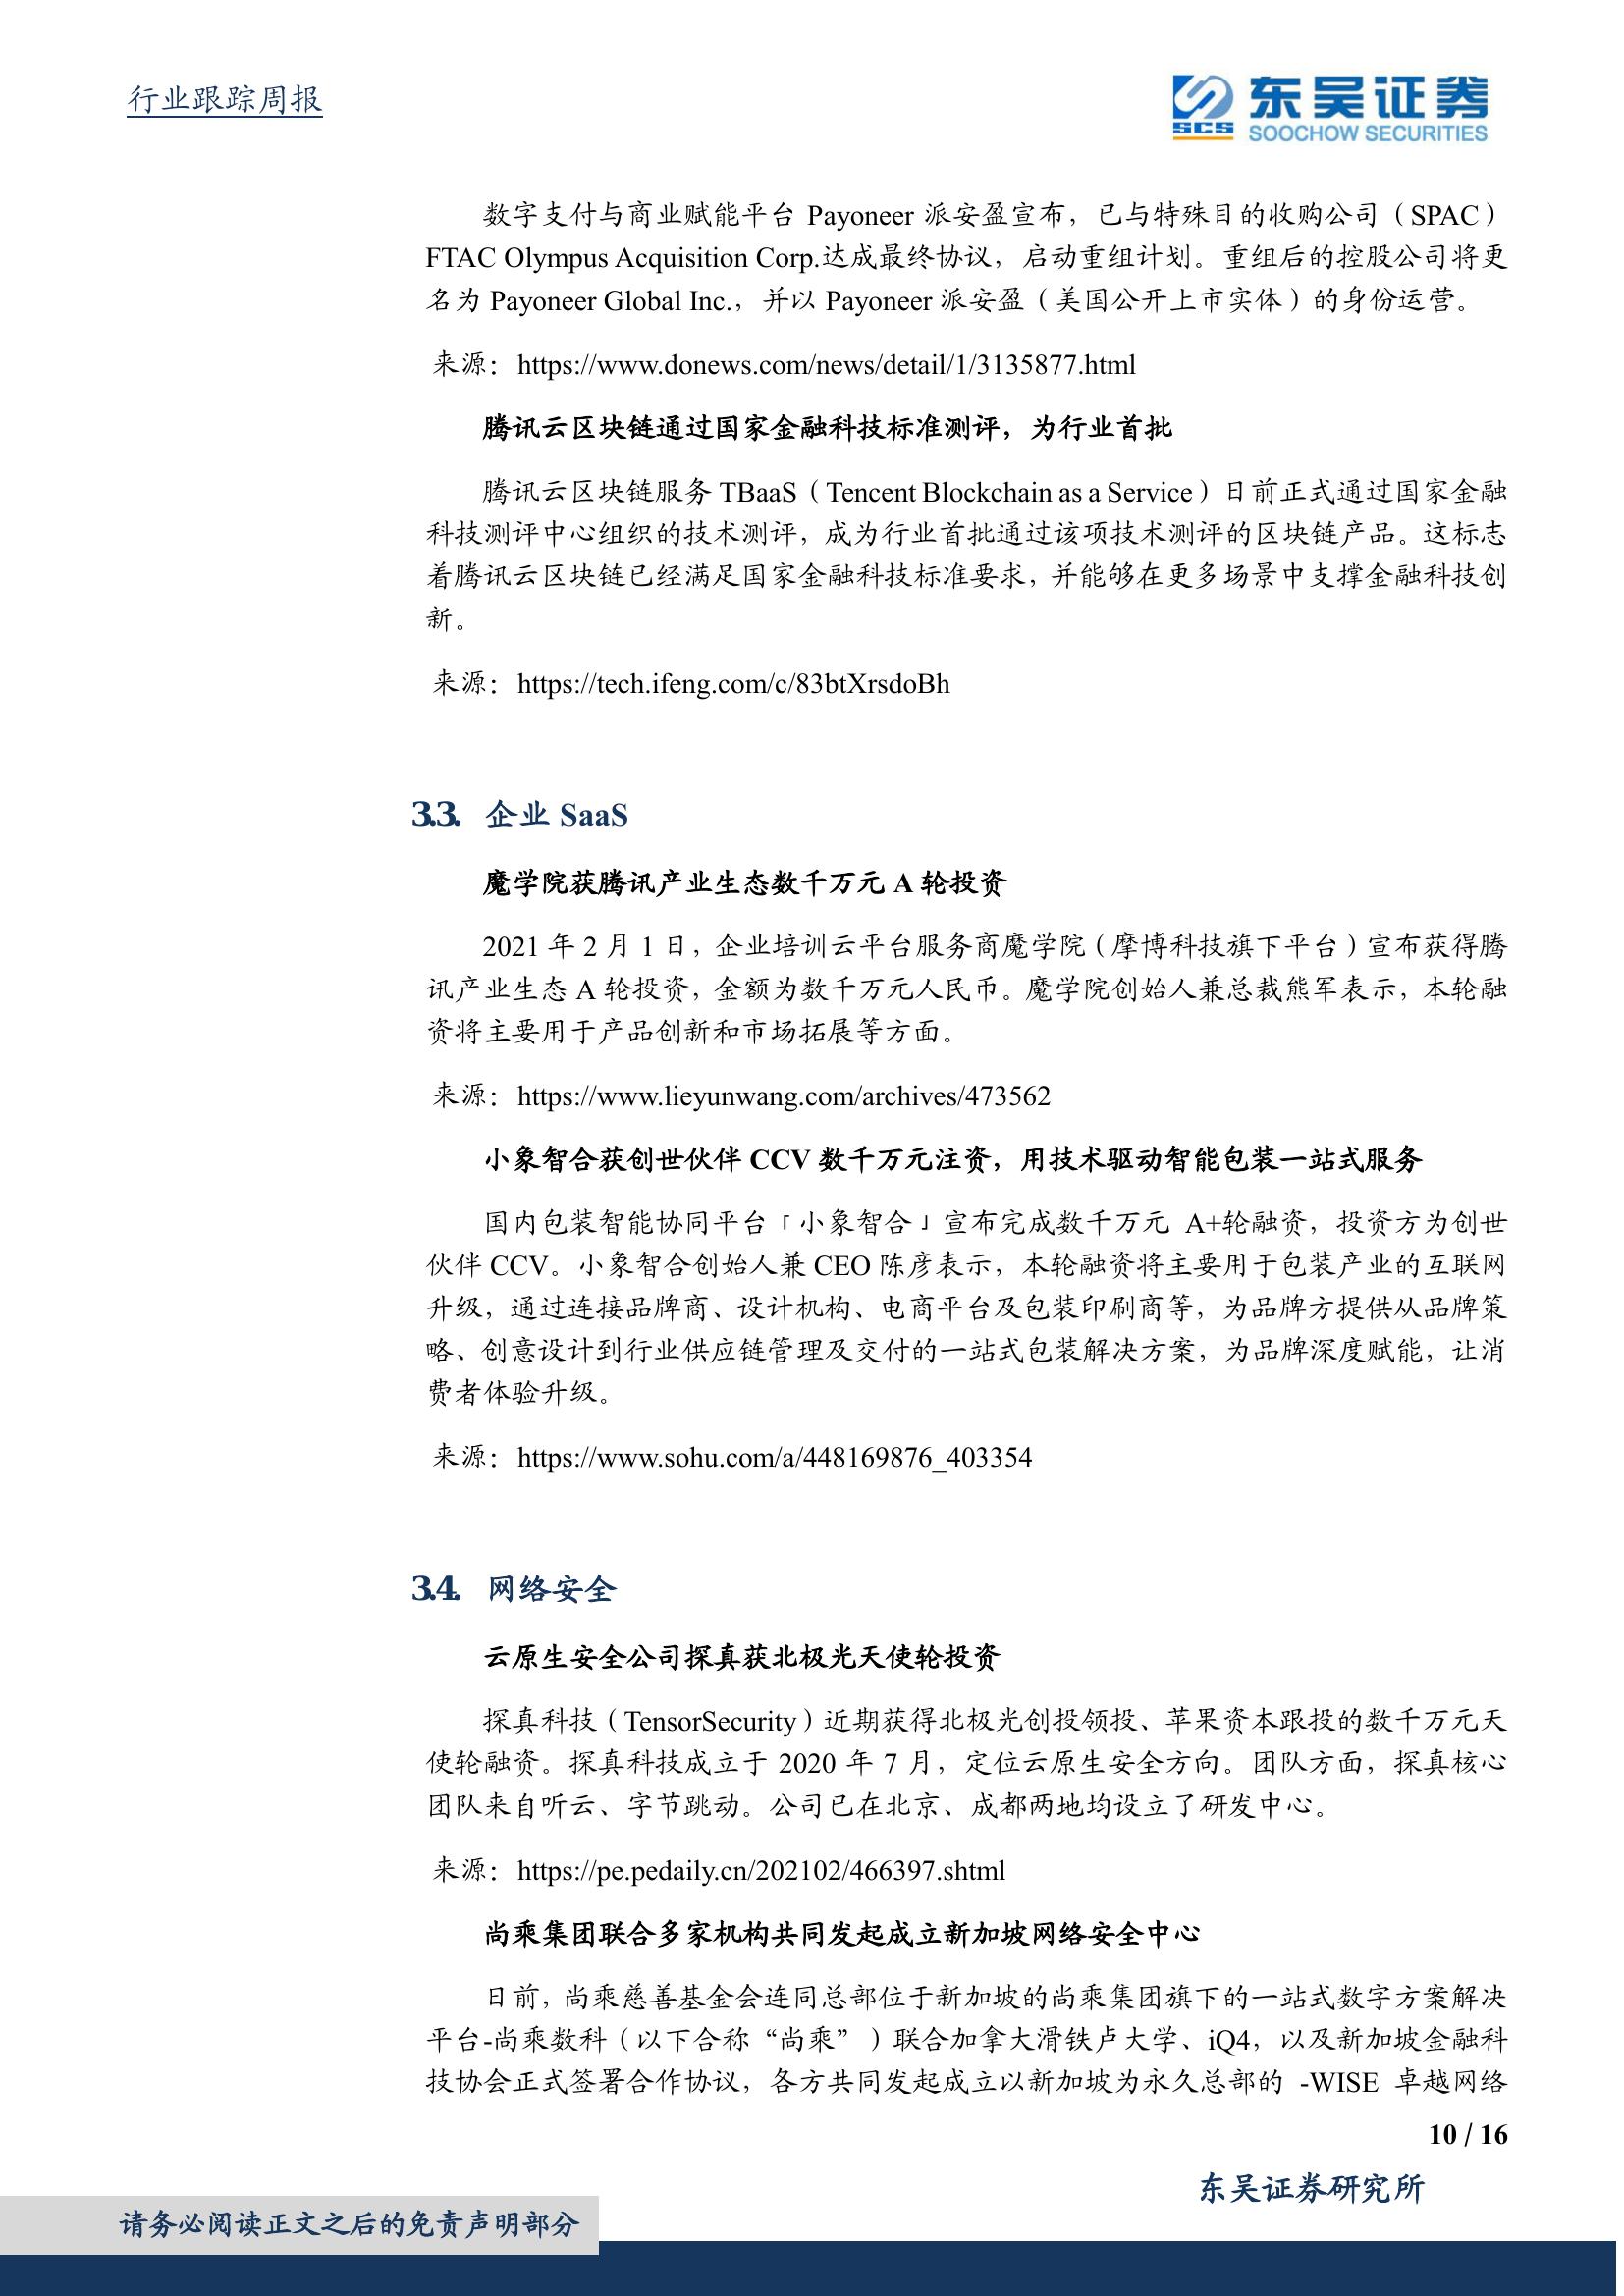 行业跟踪周报
SCS 东吴证券
SOOCHOW SECURITIES
数字支付与商业赋能平台 Payoneer 派安盈宣布，已与特殊目的收购公司（SPAC）
FTAC Olympus Acquisition Corp.达成最终协议，启动重组计划。重组后的控股公司将更
名为 Payoneer Global Inc.，并以 Payoneer 派安盈（美国公开上市实体）的身份运营。
来源：https://www.donews.com/news/detail/1/3135877.html
腾讯云区块链通过国家金融科技标准测评，为行业首批
腾讯云区块链服务 TBaaS（Tencent Blockchain as a Service）日前正式通过国家金融
科技测评中心组织的技术测评，成为行业首批通过该项技术测评的区块链产品。这标志
着腾讯云区块链已经满足国家金融科技标准要求，并能够在更多场景中支撑金融科技创
新。
来源：https://tech.ifeng.com/c/83btXrsdoBh
3.3. 企业 SaaS
魔学院获腾讯产业生态数千万元 A 轮投资
2021 年 2 月 1 日，企业培训云平台服务商魔学院（摩博科技旗下平台）宣布获得腾
讯产业生态 A 轮投资，金额为数千万元人民币。魔学院创始人兼总裁熊军表示，本轮融
资将主要用于产品创新和市场拓展等方面。
来源：https://www.lieyunwang.com/archives/473562
小象智合获创世伙伴 CCV 数千万元注资，用技术驱动智能包装一站式服务
国内包装智能协同平台「小象智合」宣布完成数千万元 A+轮融资，投资方为创世
伙伴 CCV。小象智合创始人兼 CEO 陈彦表示，本轮融资将主要用于包装产业的互联网
升级，通过连接品牌商、设计机构、电商平台及包装印刷商等，为品牌方提供从品牌策
略、创意设计到行业供应链管理及交付的一站式包装解决方案，为品牌深度赋能，让消
费者体验升级。
来源：https://www.sohu.com/a/448169876_403354
3.4. 网络安全
云原生安全公司探真获北极光天使轮投资
探真科技（TensorSecurity）近期获得北极光创投领投、苹果资本跟投的数千万元天
使轮融资。探真科技成立于 2020 年 7 月，定位云原生安全方向。团队方面，探真核心
团队来自听云、字节跳动。公司已在北京、成都两地均设立了研发中心。
来源：https://pe.pedaily.cn/202102/466397.shtml
尚乘集团联合多家机构共同发起成立新加坡网络安全中心
日前，尚乘慈善基金会连同总部位于新加坡的尚乘集团旗下的一站式数字方案解决
平台-尚乘数科（以下合称“尚乘”）联合加拿大滑铁卢大学、iQ4，以及新加坡金融科
技协会正式签署合作协议，各方共同发起成立以新加坡为永久总部的 -WISE 卓越网络
10 / 16
东吴证券研究所
请务必阅读正文之后的免责声明部分